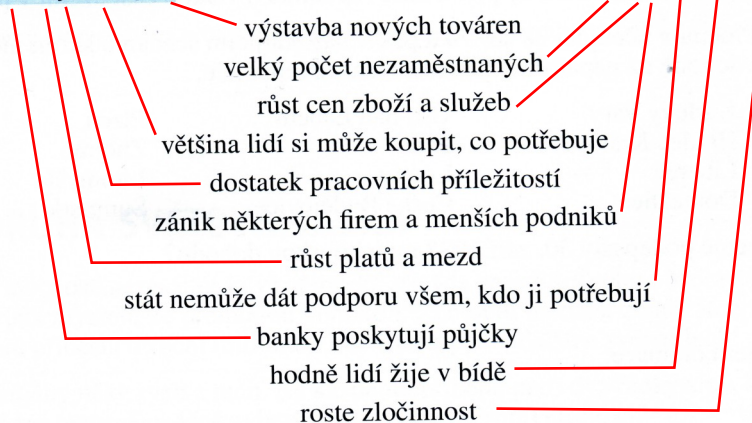 výstavba nových továren
velký počet nezaměstnaných
růst cen zboží a služeb
většina lidí si může koupit, co potřebuje
dostatek pracovních příležitostí
zánik některých firem a menších podniků
růst platů a mezd
stát nemůže dát podporu všem, kdo ji potřebují
banky poskytují půjčky
hodně lidí žije v bídě
roste zločinnost